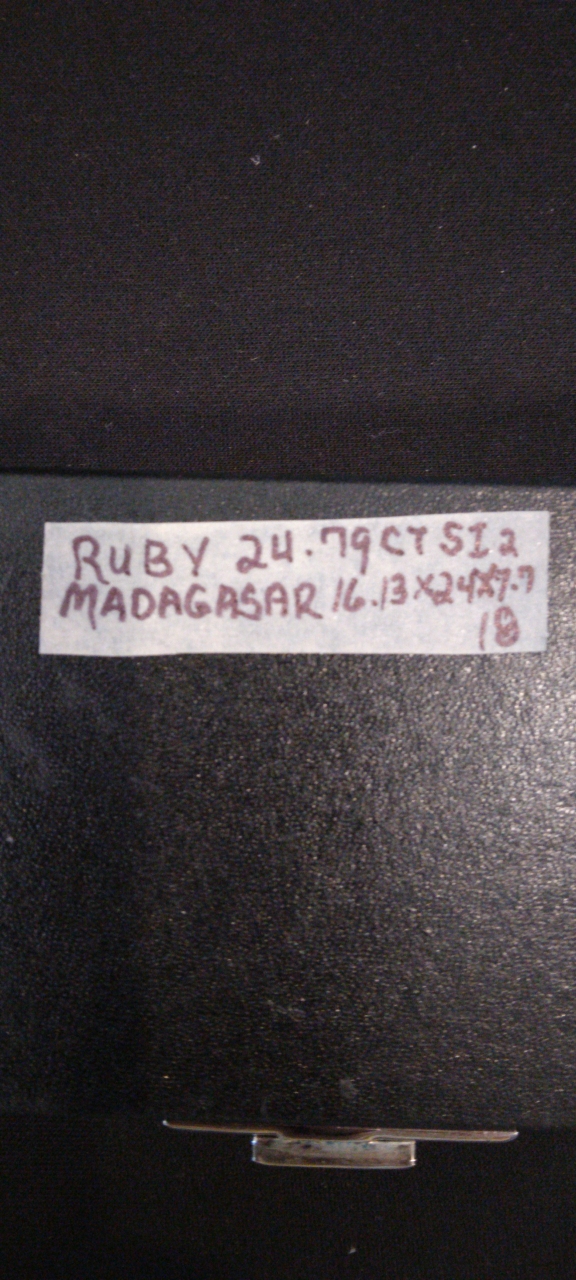 RUBY 24.79CT SI2
MADAGASAR 16.13X24X7.7
18